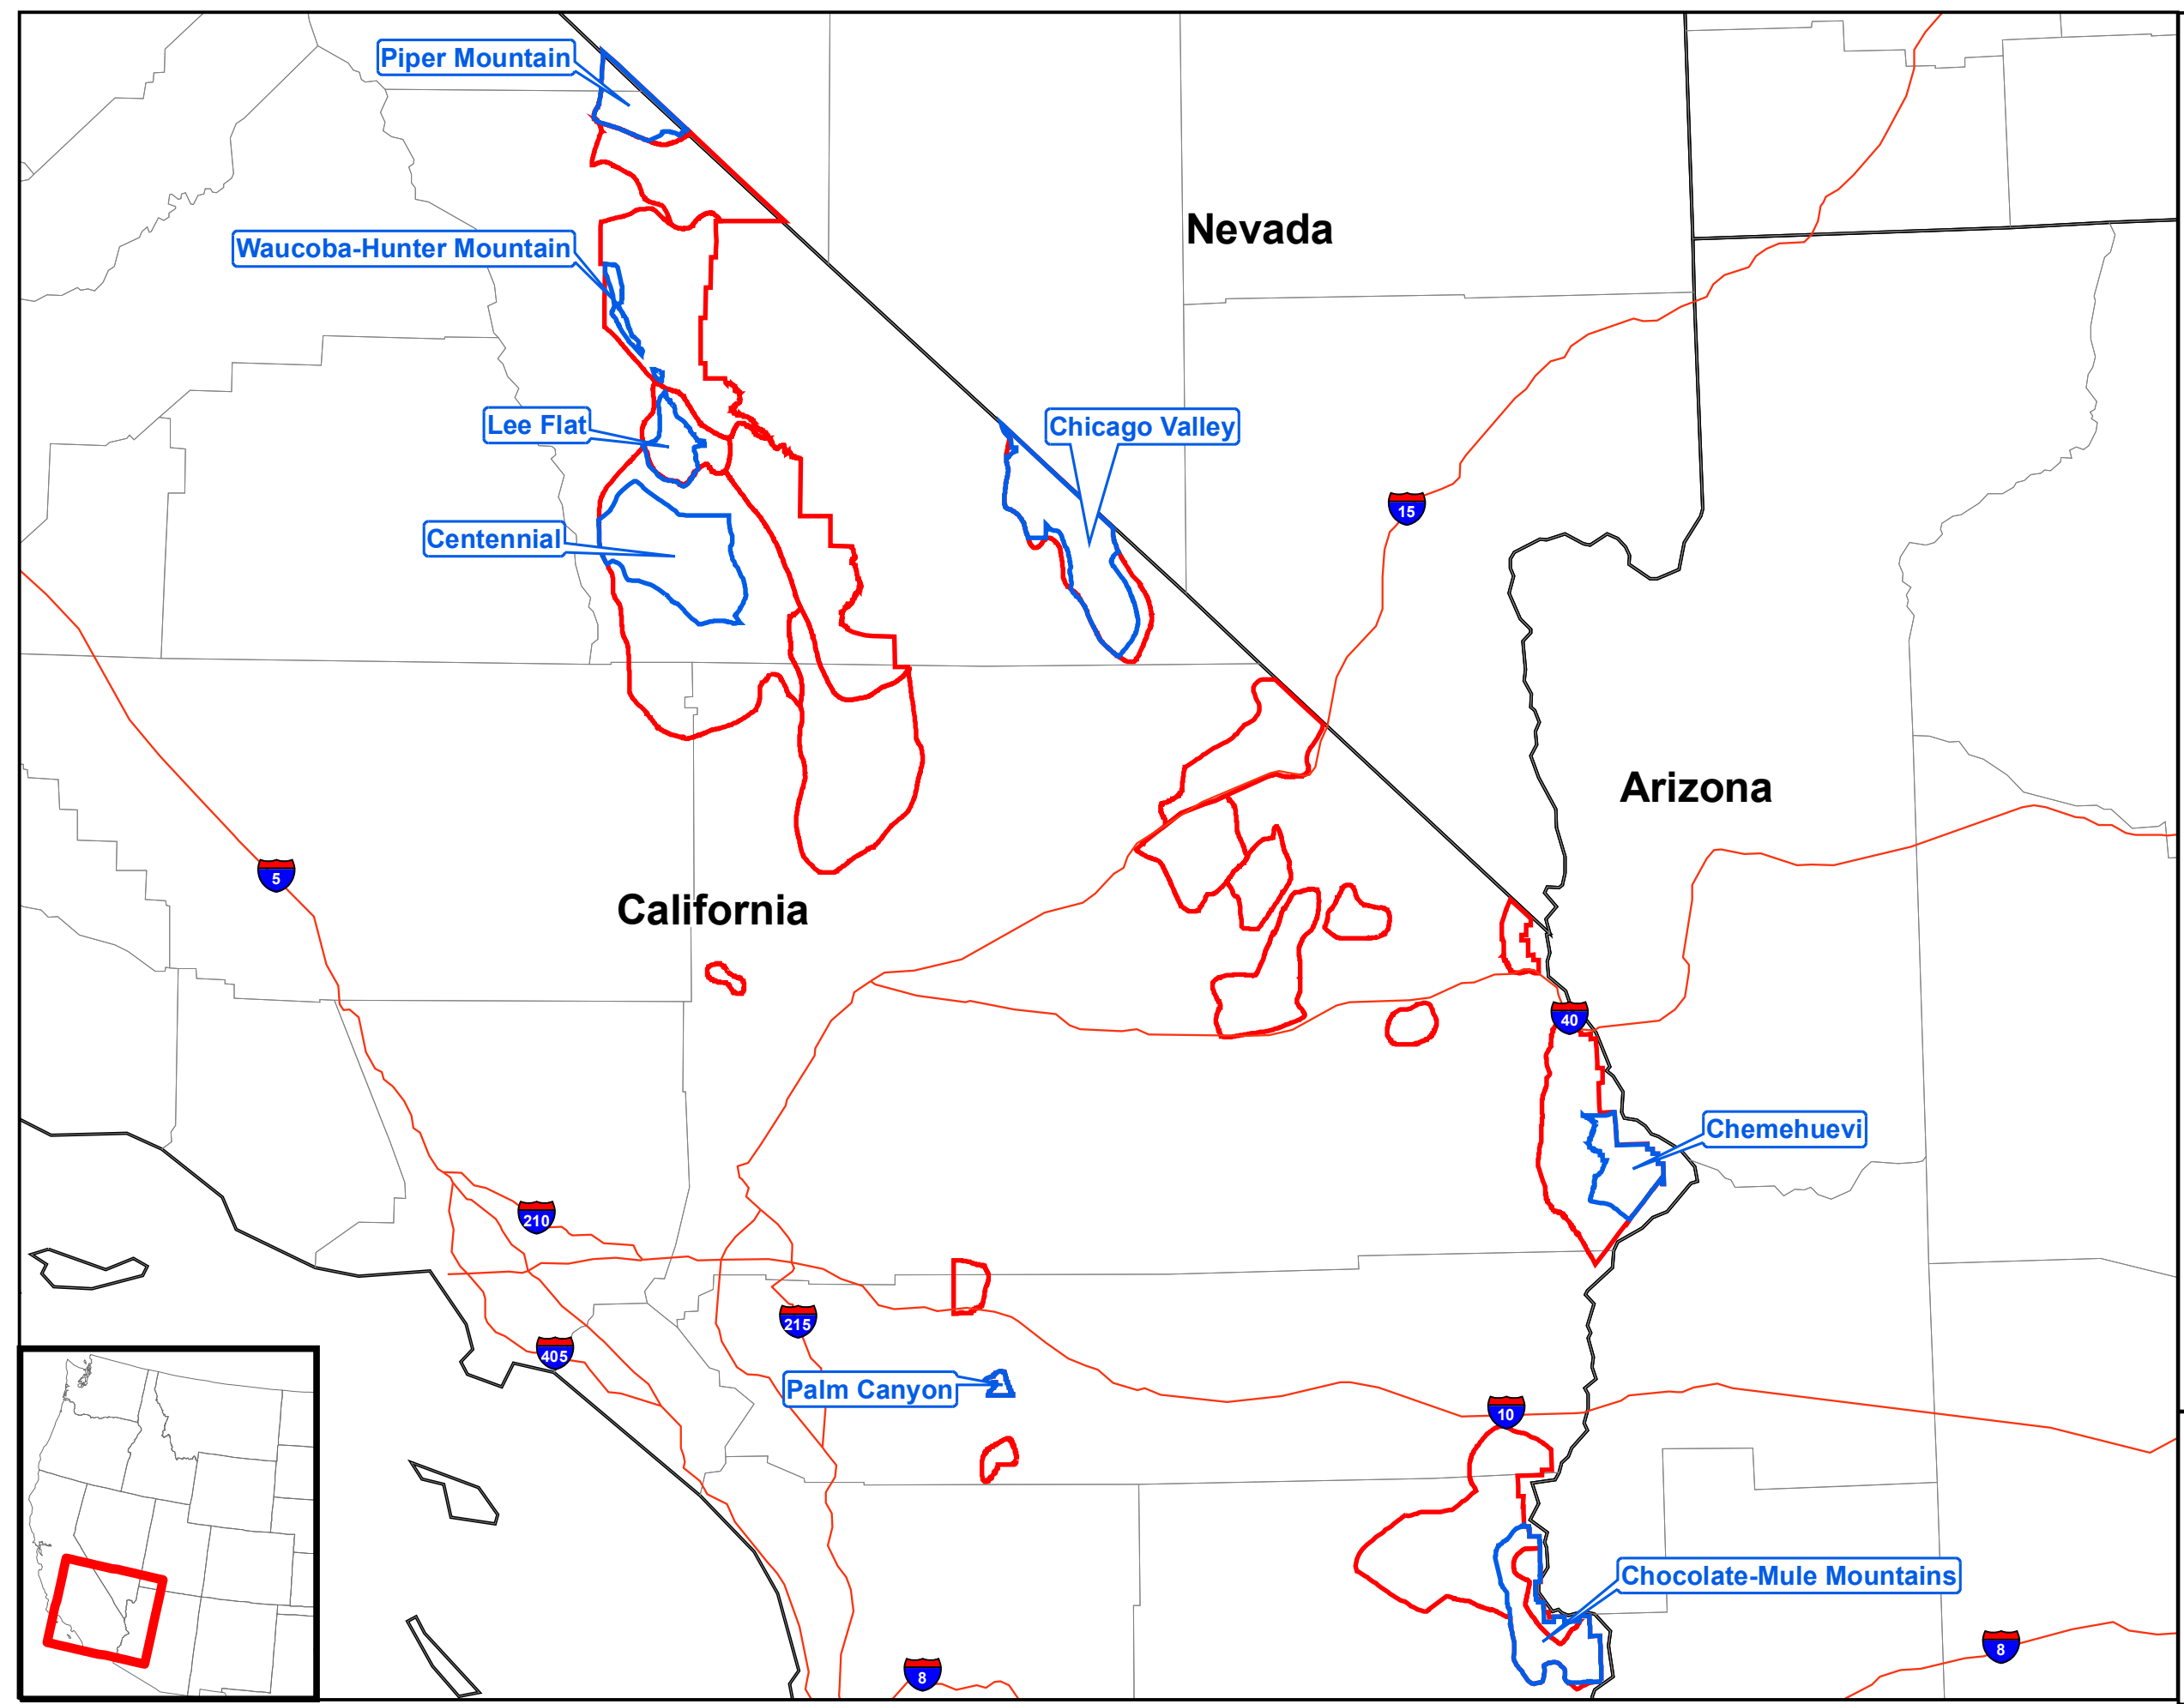 Piper Mountain
Nevada
Waucoba-Hunter Mountain
Lee Flat
Chicago Valley
15
Centennial
Arizona
5
California
40
Chemehuevi
210
215
405
Palm Canyon
10
Chocolate-Mule Mountains
8
8